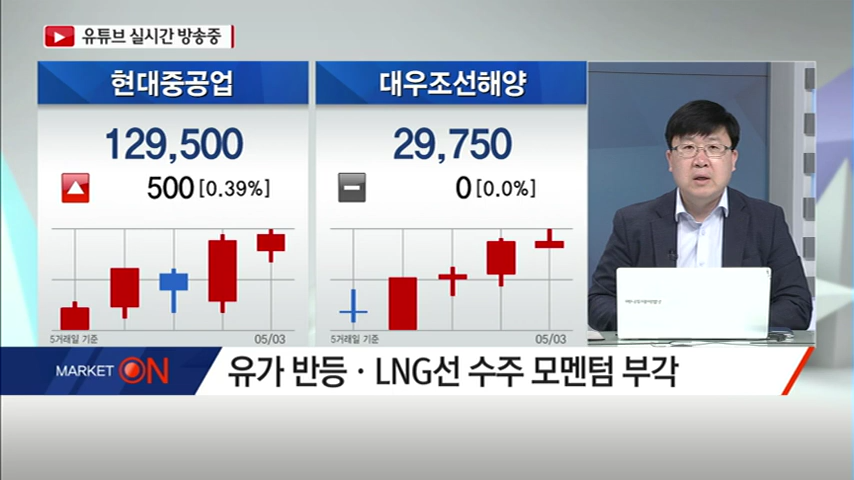 유튜브 실시간 방송중
현대중공업
129,500
500 [0.39%]
5거래일 기준
05/03
대우조선해양
29,750
0 [0.0%]
5거래일 기준
05/03
MARKET ON
유가 반등 · LNG선 수주 모멘텀 부각